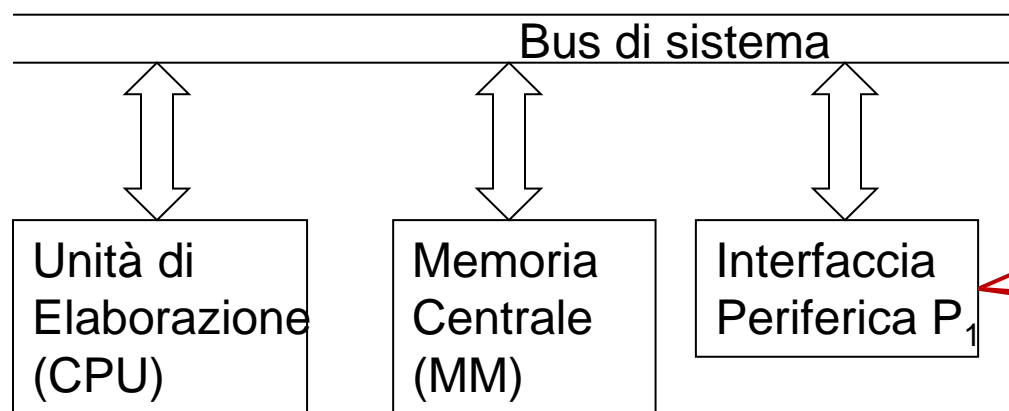 Bus di sistema
Unità di
Elaborazione
(CPU)
Memoria
Centrale
(MM)
Interfaccia
Periferica P₁